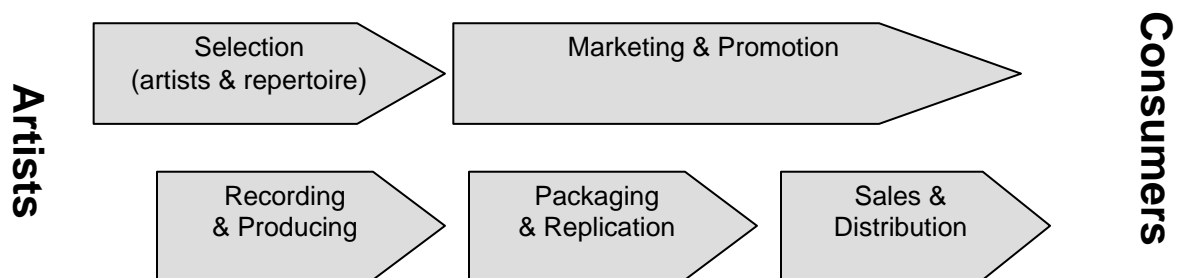 Artists
Selection
(artists & repertoire)
Marketing & Promotion
Recording
& Producing
Packaging
& Replication
Sales &
Distribution
Consumers